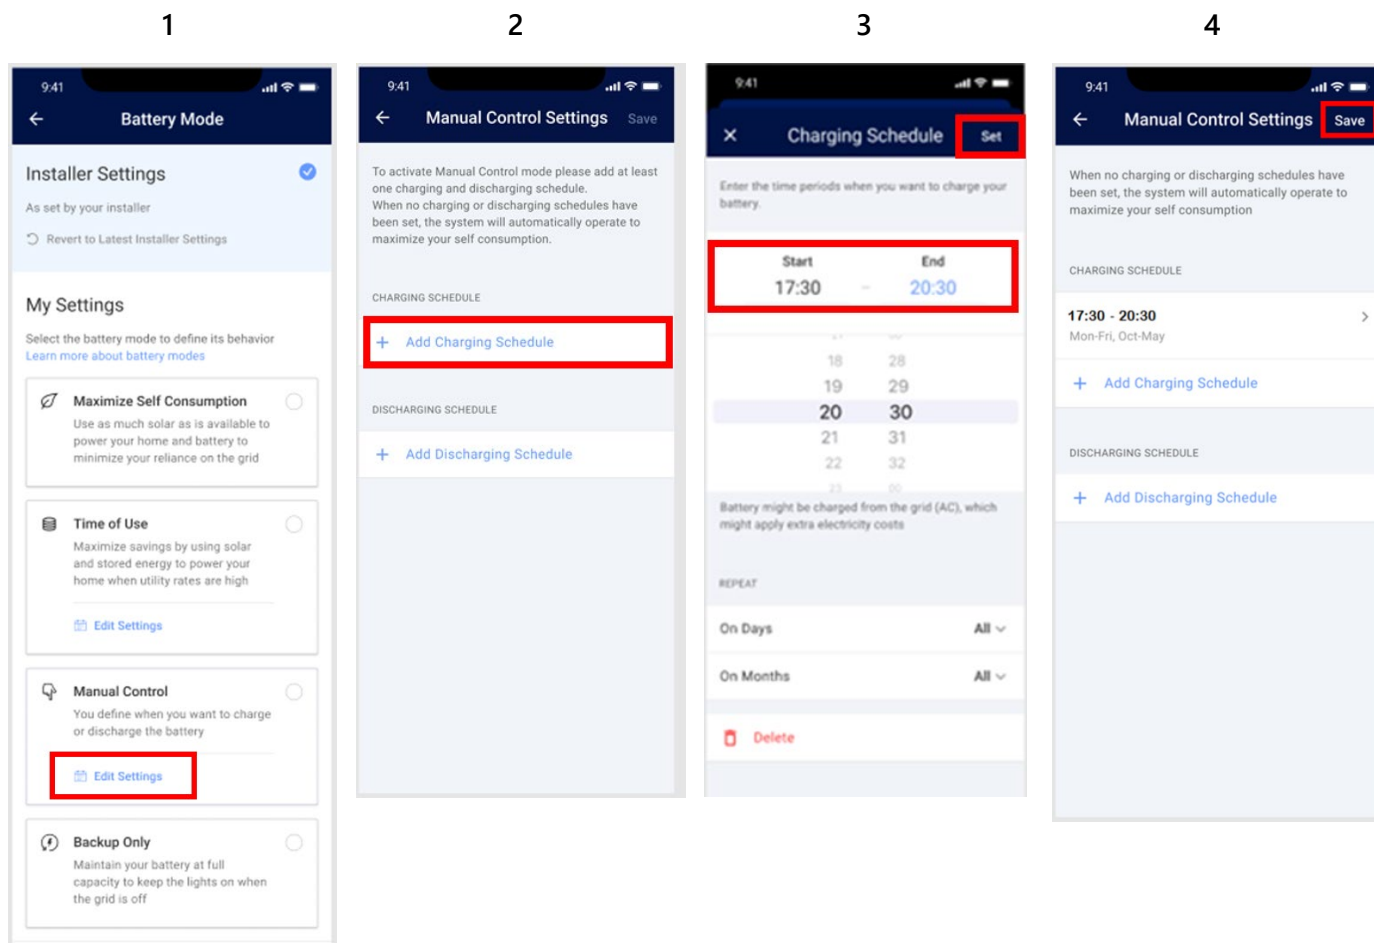 1
9:41
Battery Mode
Installer Settings
As set by your installer
Revert to Latest Installer Settings
My Settings
Select the battery mode to define its behavior
Learn more about battery modes
Maximize Self Consumption
Use as much solar as is available to
power your home and battery to
minimize your reliance on the grid
Time of Use
Maximize savings by using solar
and stored energy to power your
home when utility rates are high
Edit Settings
Manual Control
You define when you want to charge
or discharge the battery
Edit Settings
Backup Only
Maintain your battery at full
capacity to keep the lights on when
the grid is off
2
9:41
Manual Control Settings Save
To activate Manual Control mode please add at least
one charging and discharging schedule.
When no charging or discharging schedules have
been set, the system will automatically operate to
maximize your self consumption.
CHARGING SCHEDULE
+ Add Charging Schedule
DISCHARGING SCHEDULE
+ Add Discharging Schedule
3
9:41
× Charging Schedule Set
Enter the time periods when you want to charge your
battery.
Start End
17:30 – 20:30
18 28
19 29
20 30
21 31
22 32
23 00
Battery might be charged from the grid (AC), which
might apply extra electricity costs
REPEAT
On Days All
On Months All
Delete
4
9:41
Manual Control Settings Save
When no charging or discharging schedules have
been set, the system will automatically operate to
maximize your self consumption
CHARGING SCHEDULE
17:30 - 20:30
Mon-Fri, Oct-May
+ Add Charging Schedule
DISCHARGING SCHEDULE
+ Add Discharging Schedule